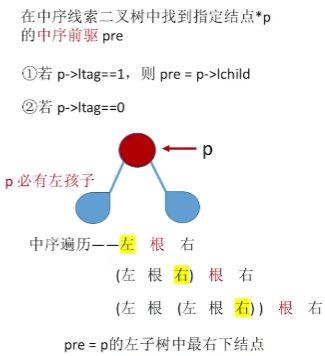 在中序线索二叉树中找到指定结点*p
的中序前驱 pre
①若 p->ltag==1，则 pre = p->lchild
②若 p->ltag==0
p
p 必有左孩子
中序遍历——左 根 右
(左 根 右) 根 右
(左 根 (左 根 右) ) 根 右
pre = p的左子树中最右下结点